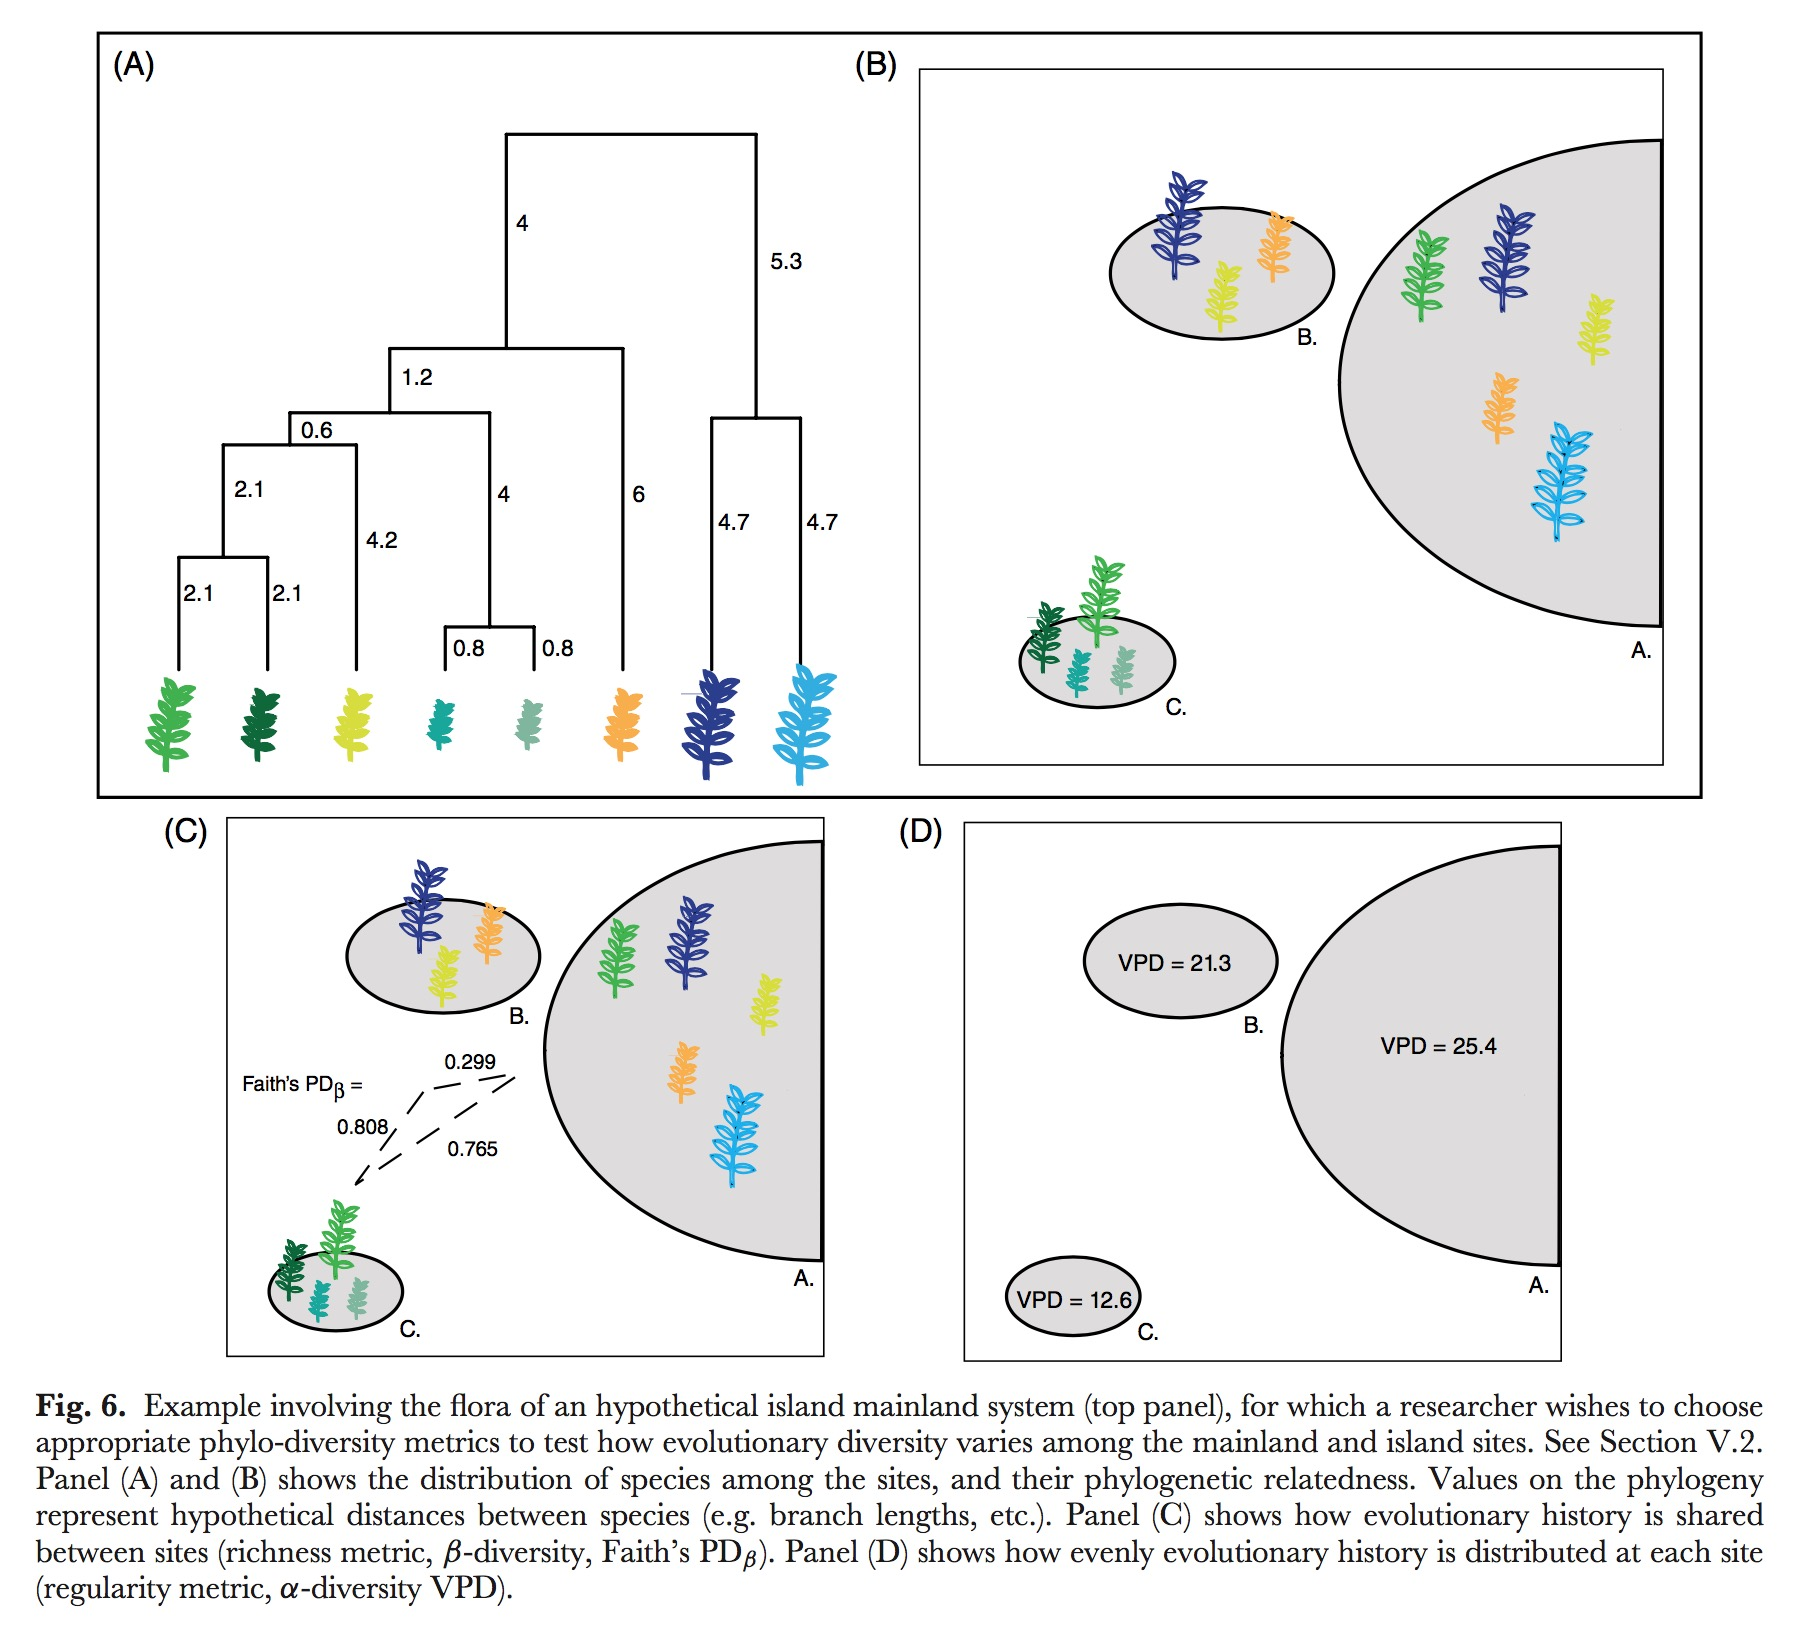 (A)
4
5.3
1.2
0.6
2.1
4
6
4.7
4.7
4.2
2.1
2.1
0.8
0.8
(B)
B.
A.
C.
(C)
B.
0.299
Faith's PDβ =
0.808
0.765
A.
C.
(D)
VPD = 21.3
B.
VPD = 25.4
A.
VPD = 12.6
C.
Fig. 6. Example involving the flora of an hypothetical island mainland system (top panel), for which a researcher wishes to choose
appropriate phylo-diversity metrics to test how evolutionary diversity varies among the mainland and island sites. See Section V.2.
Panel (A) and (B) shows the distribution of species among the sites, and their phylogenetic relatedness. Values on the phylogeny
represent hypothetical distances between species (e.g. branch lengths, etc.). Panel (C) shows how evolutionary history is shared
between sites (richness metric, β-diversity, Faith's PDβ). Panel (D) shows how evenly evolutionary history is distributed at each site
(regularity metric, α-diversity VPD).